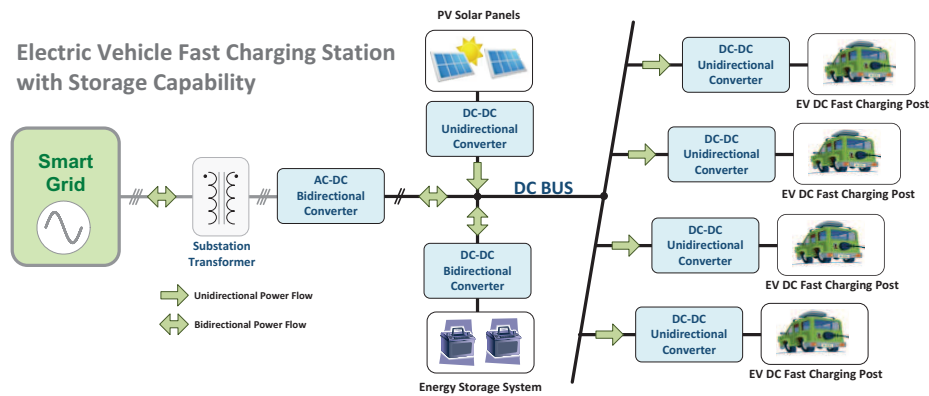 Electric Vehicle Fast Charging Station
with Storage Capability
Smart
Grid
Substation
Transformer
AC-DC
Bidirectional
Converter
PV Solar Panels
DC-DC
Unidirectional
Converter
DC BUS
DC-DC
Bidirectional
Converter
Energy Storage System
Unidirectional Power Flow
Bidirectional Power Flow
DC-DC
Unidirectional
Converter
EV DC Fast Charging Post
DC-DC
Unidirectional
Converter
EV DC Fast Charging Post
DC-DC
Unidirectional
Converter
EV DC Fast Charging Post
DC-DC
Unidirectional
Converter
EV DC Fast Charging Post